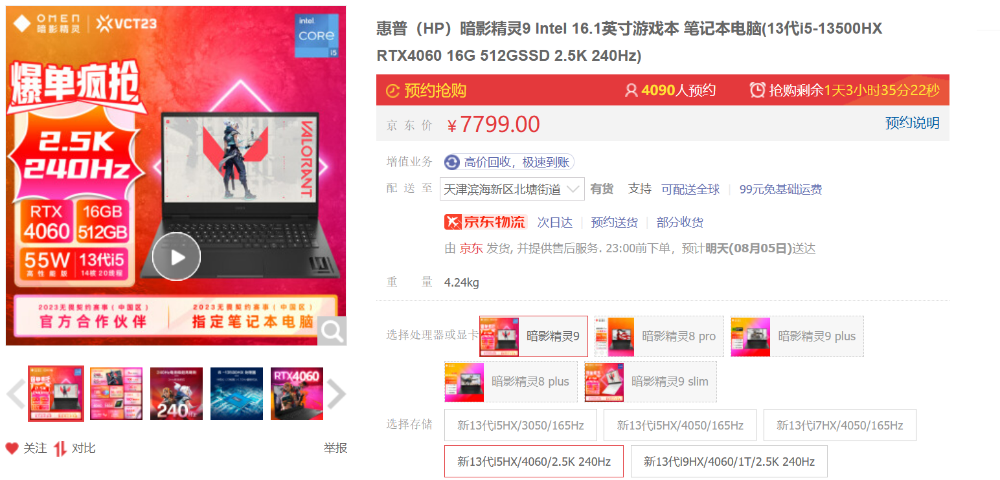 OMEN
暗影精灵
VCT23
intel.
CORE
i5
爆单疯抢
2.5K
240Hz
VALORANT
RTX
4060
16GB
512GB
55W
高性能版
13代i5
14核20线程
2023无畏契约赛事（中国区）
官方合作伙伴
2023无畏契约赛事（中国区）
指定笔记本电脑
240Hz
RTX4060
关注
对比
举报
惠普（HP）暗影精灵9 Intel 16.1英寸游戏本 笔记本电脑(13代i5-13500HX
RTX4060 16G 512GSSD 2.5K 240Hz)
预约抢购
4090人预约
抢购剩余1天3小时35分22秒
京东价
￥7799.00
预约说明
增值业务
高价回收，极速到账
配送至
天津滨海新区北塘街道
有货
支持
可配送全球
99元免基础运费
京东物流
次日达
预约送货
部分收货
由 京东 发货, 并提供售后服务. 23:00前下单，预计明天(08月05日)送达
重量
4.24kg
选择处理器或显卡
暗影精灵9
暗影精灵8 pro
暗影精灵9 plus
暗影精灵8 plus
暗影精灵9 slim
选择存储
新13代i5HX/3050/165Hz
新13代i5HX/4050/165Hz
新13代i7HX/4050/165Hz
新13代i5HX/4060/2.5K 240Hz
新13代i9HX/4060/1T/2.5K 240Hz